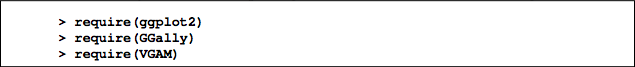 > require(ggplot2)
> require(GGally)
> require(VGAM)